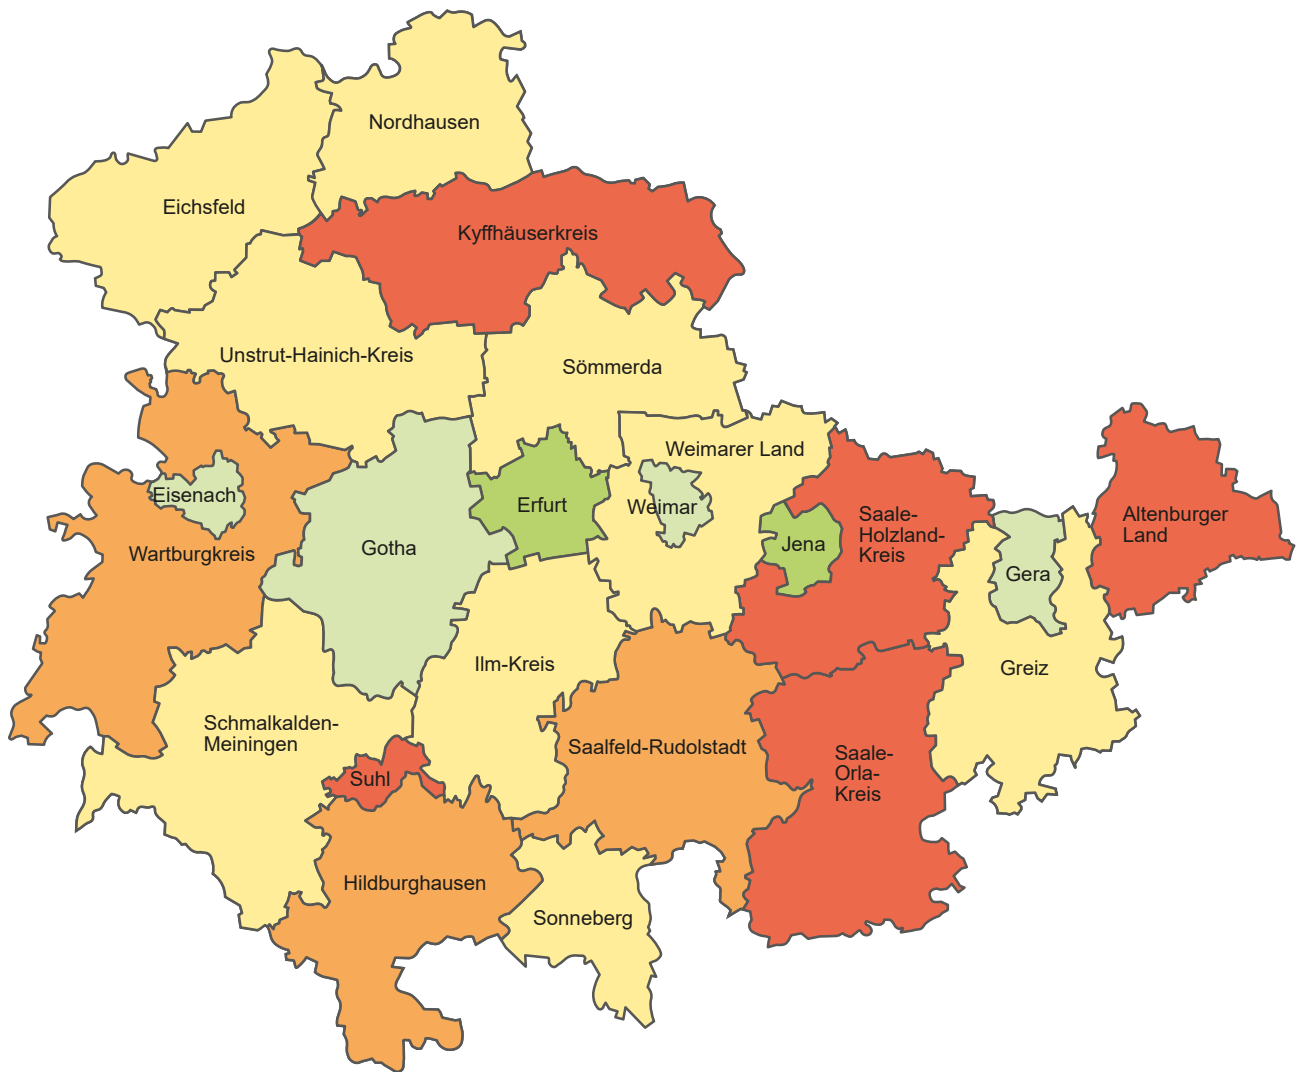 Nordhausen
Eichsfeld
Kyffhäuserkreis
Unstrut-Hainich-Kreis
Sömmerda
Weimarer Land
Eisenach
Erfurt
Weimar
Wartburgkreis
Gotha
Jena
Saale-
Holzland-
Kreis
Altenburger
Land
Gera
Ilm-Kreis
Greiz
Schmalkalden-
Meiningen
Saalfeld-Rudolstadt
Suhl
Saale-
Orla-
Kreis
Hildburghausen
Sonneberg